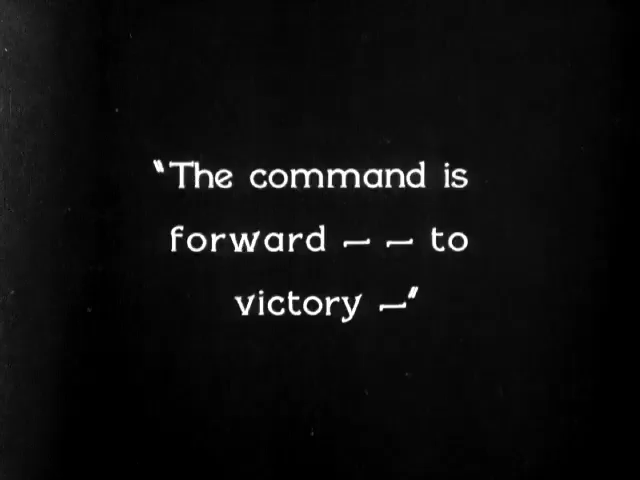 "The command is
forward — — to
victory —"